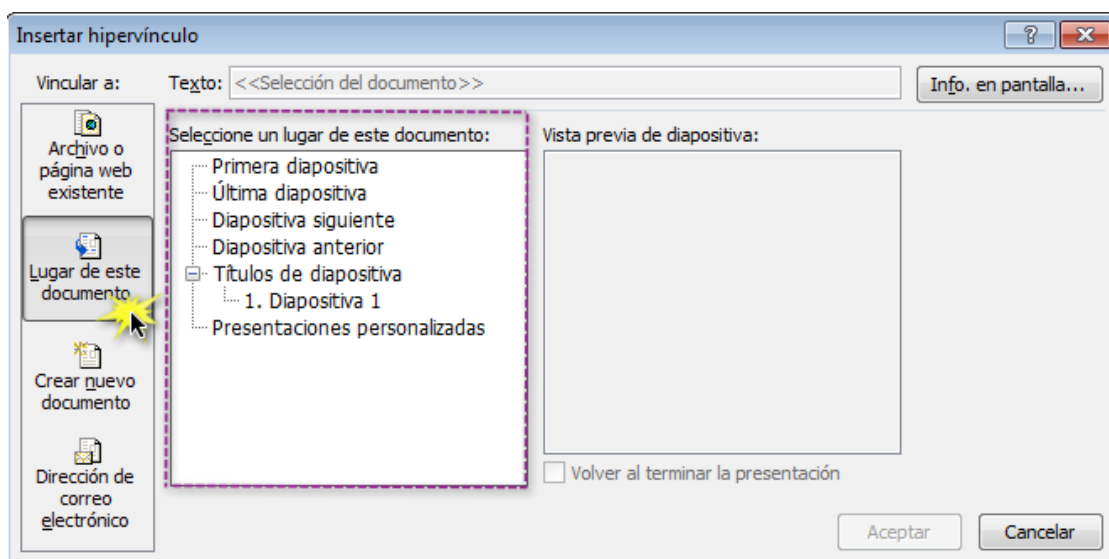 Insertar hipervínculo
Vincular a:
Texto: <<Selección del documento>>
Info. en pantalla...
Archivo o
página web
existente
Lugar de este
documento
Crear nuevo
documento
Dirección de
correo
electrónico
Seleccione un lugar de este documento:
Primera diapositiva
Última diapositiva
Diapositiva siguiente
Diapositiva anterior
Títulos de diapositiva
1. Diapositiva 1
Presentaciones personalizadas
Vista previa de diapositiva:
Volver al terminar la presentación
Aceptar
Cancelar